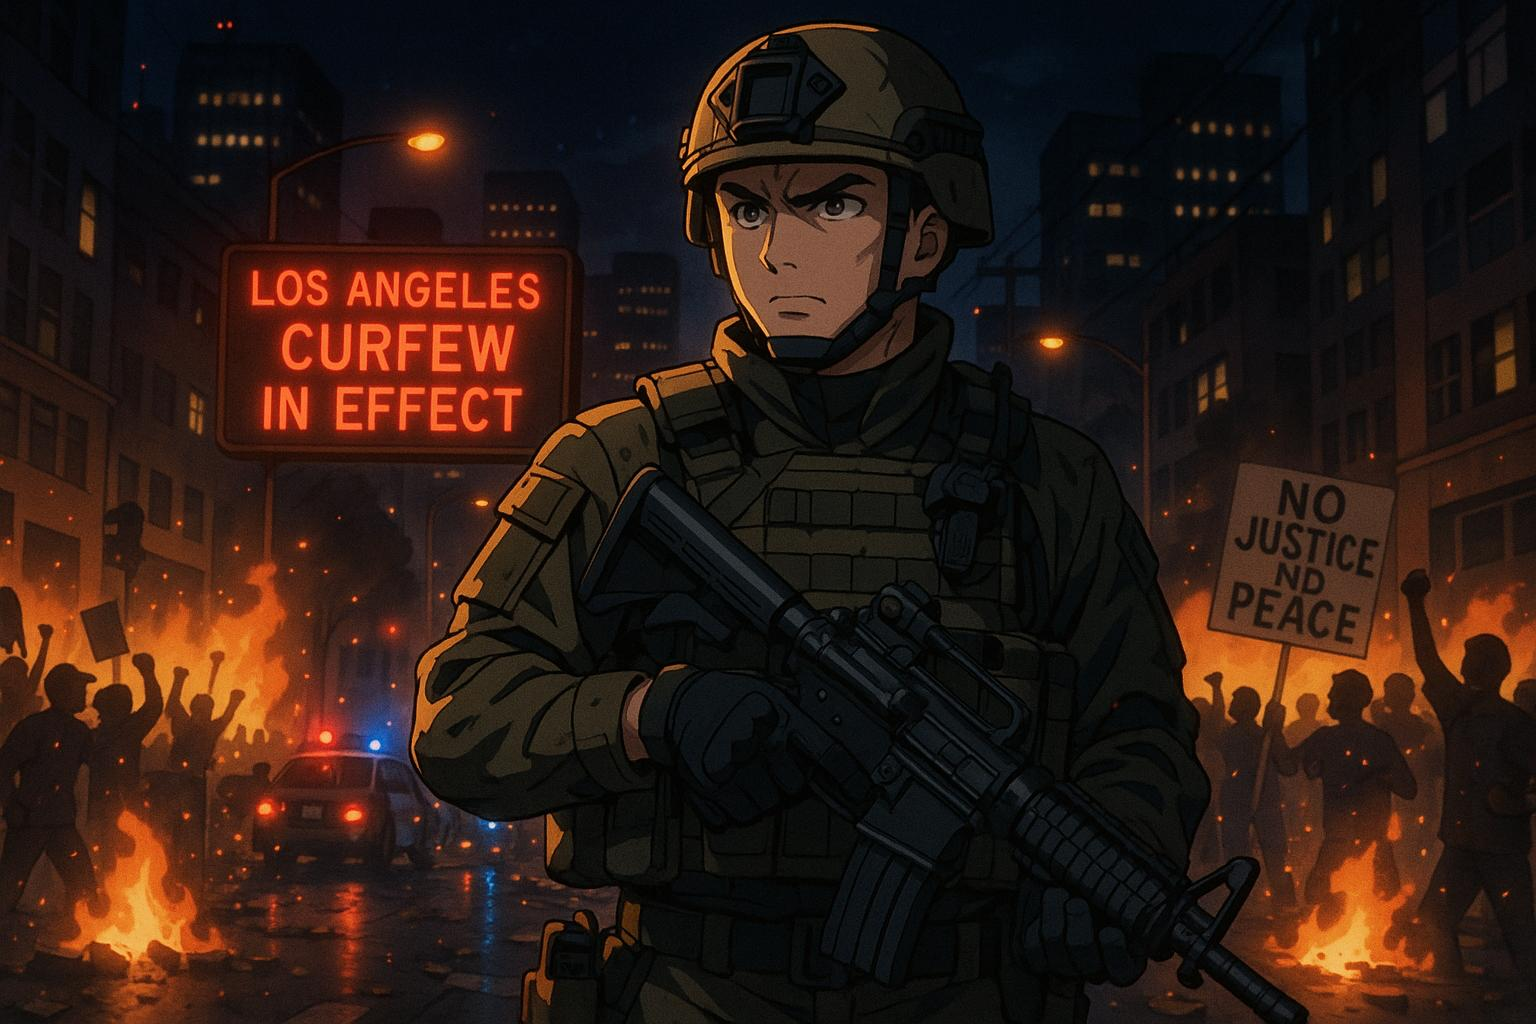 LOS ANGELES
CURFEW
IN EFFECT
NO
JUSTICE
ND
PEACE